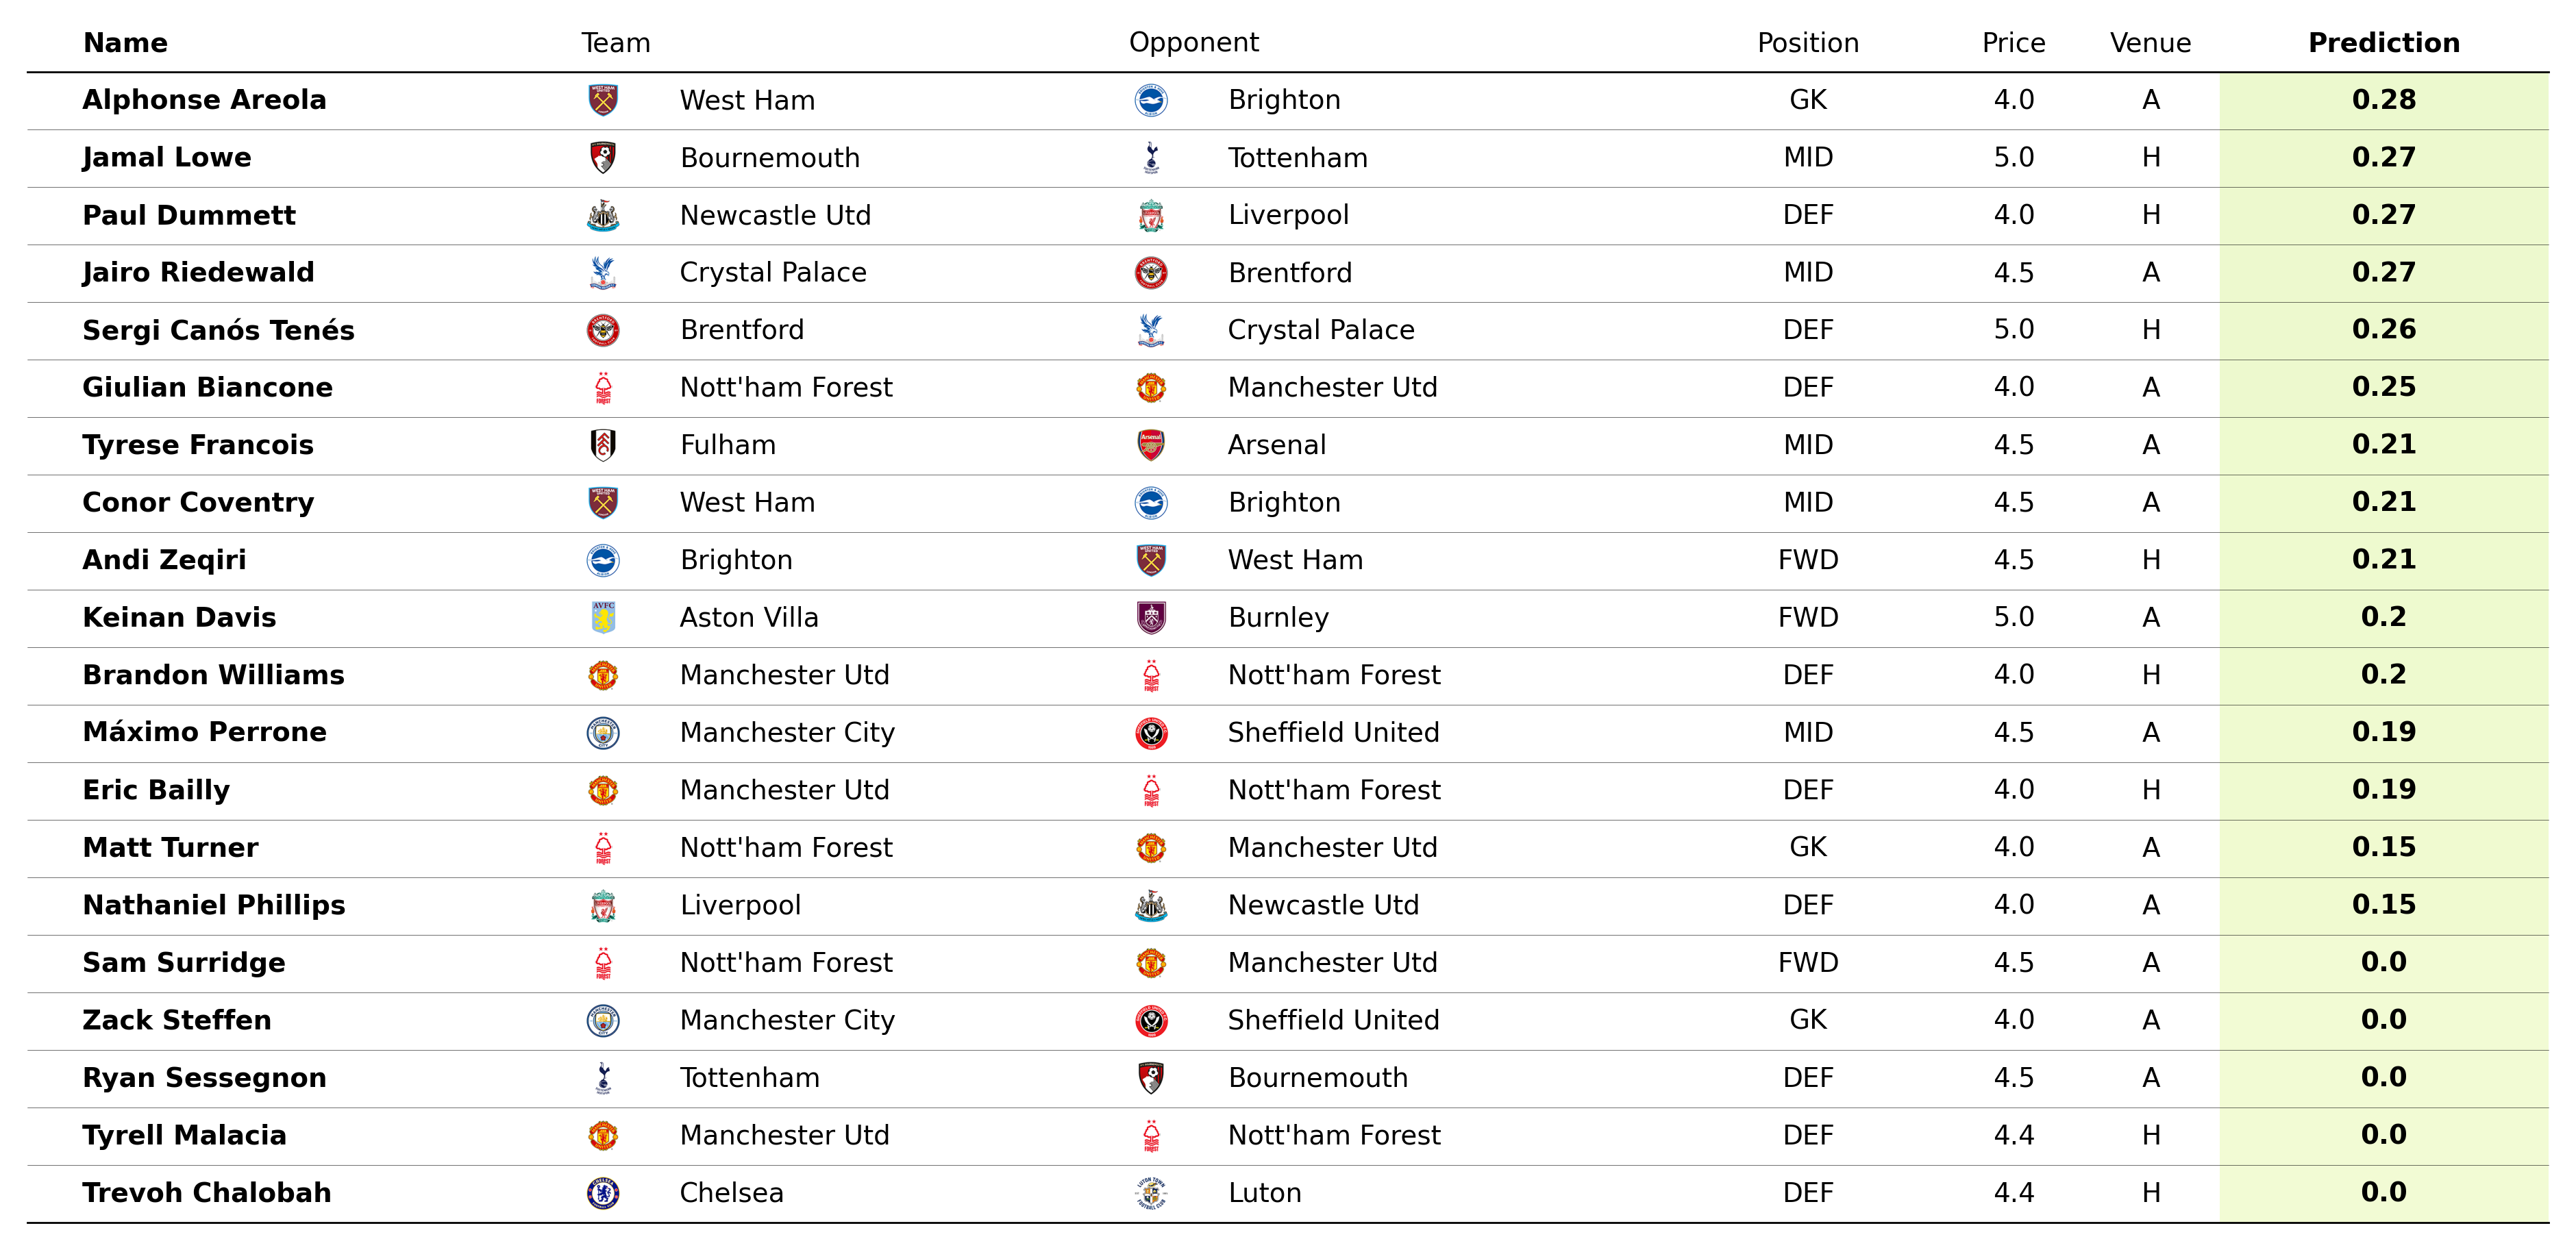 Name Team Opponent Position Price Venue Prediction
Alphonse Areola West Ham Brighton GK 4.0 A 0.28
Jamal Lowe Bournemouth Tottenham MID 5.0 H 0.27
Paul Dummett Newcastle Utd Liverpool DEF 4.0 H 0.27
Jairo Riedewald Crystal Palace Brentford MID 4.5 A 0.27
Sergi Canós Tenés Brentford Crystal Palace DEF 5.0 H 0.26
Giulian Biancone Nott'ham Forest Manchester Utd DEF 4.0 A 0.25
Tyrese Francois Fulham Arsenal MID 4.5 A 0.21
Conor Coventry West Ham Brighton MID 4.5 A 0.21
Andi Zeqiri Brighton West Ham FWD 4.5 H 0.21
Keinan Davis Aston Villa Burnley FWD 5.0 A 0.2
Brandon Williams Manchester Utd Nott'ham Forest DEF 4.0 H 0.2
Máximo Perrone Manchester City Sheffield United MID 4.5 A 0.19
Eric Bailly Manchester Utd Nott'ham Forest DEF 4.0 H 0.19
Matt Turner Nott'ham Forest Manchester Utd GK 4.0 A 0.15
Nathaniel Phillips Liverpool Newcastle Utd DEF 4.0 A 0.15
Sam Surridge Nott'ham Forest Manchester Utd FWD 4.5 A 0.0
Zack Steffen Manchester City Sheffield United GK 4.0 A 0.0
Ryan Sessegnon Tottenham Bournemouth DEF 4.5 A 0.0
Tyrell Malacia Manchester Utd Nott'ham Forest DEF 4.4 H 0.0
Trevoh Chalobah Chelsea Luton DEF 4.4 H 0.0